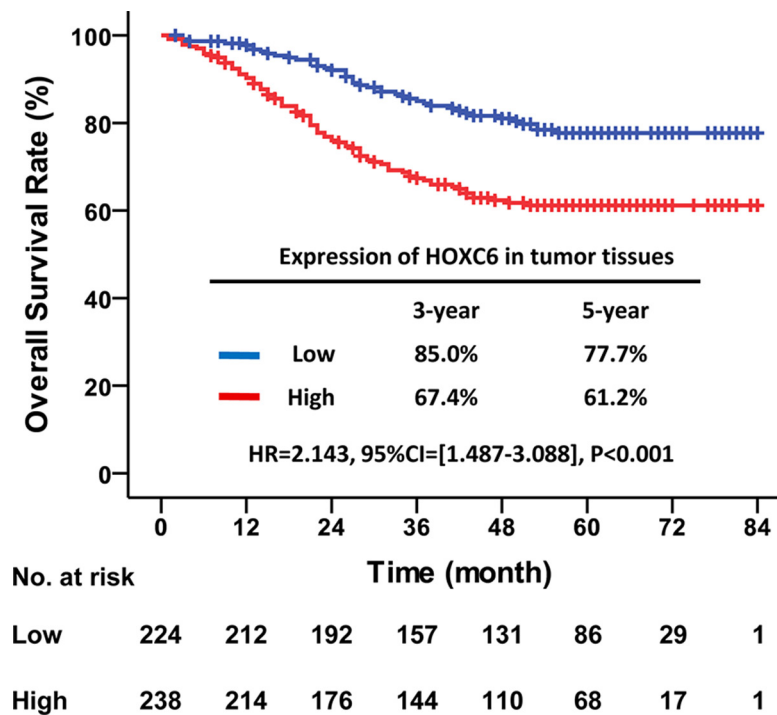 Overall Survival Rate (%)
100
80
60
40
20
0
Expression of HOXC6 in tumor tissues
3-year 5-year
Low 85.0% 77.7%
High 67.4% 61.2%
HR=2.143, 95%CI=[1.487-3.088], P<0.001
0 12 24 36 48 60 72 84
Time (month)
No. at risk
Low 224 212 192 157 131 86 29 1
High 238 214 176 144 110 68 17 1